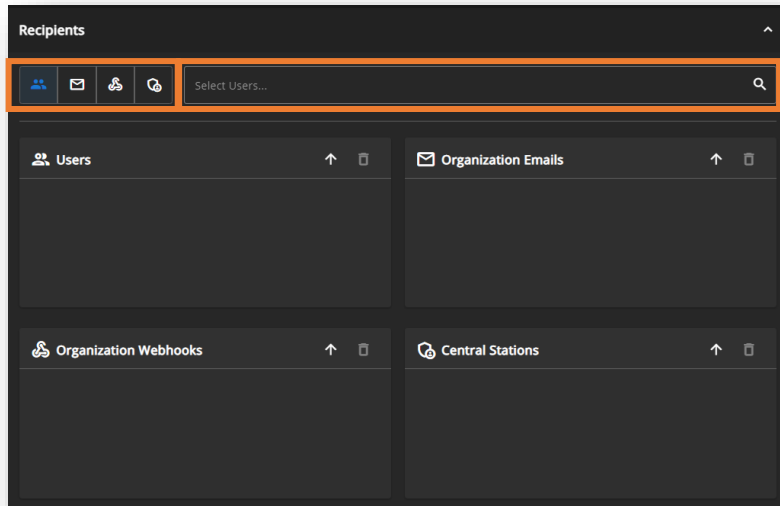 Recipients
Select Users...
Users
Organization Emails
Organization Webhooks
Central Stations